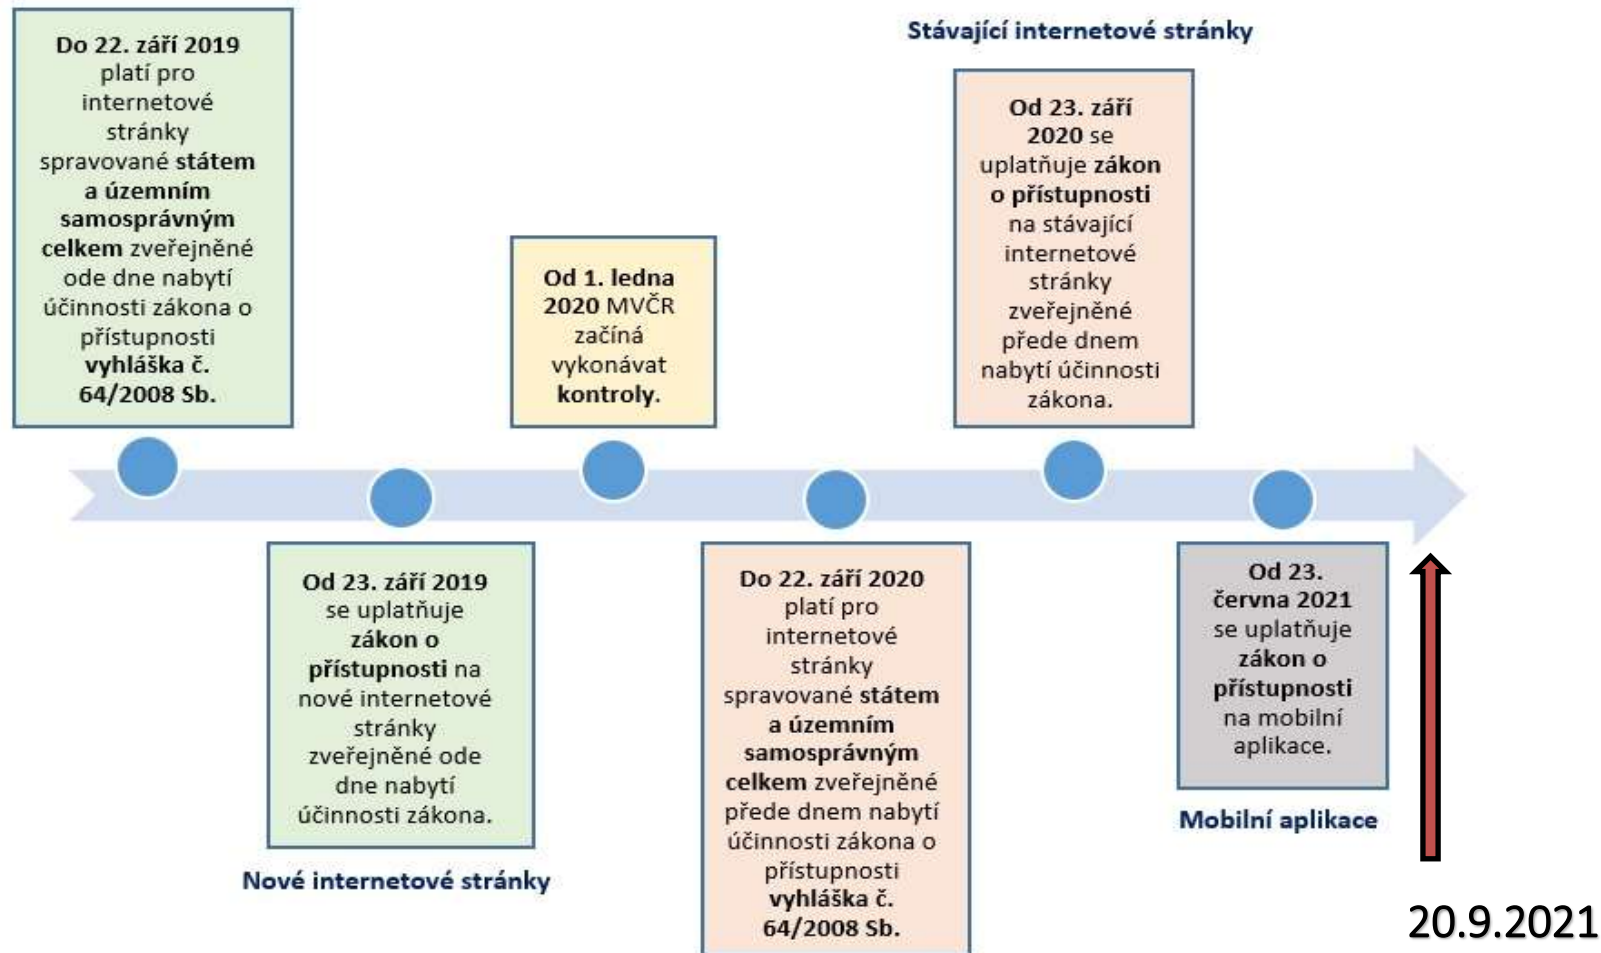 Do 22. září 2019
platí pro
internetové
stránky
spravované státem
a územním
samosprávným
celkem zveřejněné
ode dne nabytí
účinnosti zákona o
přístupnosti
vyhláška č.
64/2008 Sb.
Od 23. září 2019
se uplatňuje
zákon o
přístupnosti na
nové internetové
stránky
zveřejněné ode
dne nabytí
účinnosti zákona.
Nové internetové stránky
Od 1. ledna
2020 MVČR
začíná
vykonávat
kontroly.
Do 22. září 2020
platí pro
internetové
stránky
spravované státem
a územním
samosprávným
celkem zveřejněné
přede dnem nabytí
účinnosti zákona o
přístupnosti
vyhláška č.
64/2008 Sb.
Stávající internetové stránky
Od 23. září
2020 se
uplatňuje zákon
o přístupnosti
na stávající
internetové
stránky
zveřejněné
přede dnem
nabytí účinnosti
zákona.
Od 23.
června 2021
se uplatňuje
zákon o
přístupnosti
na mobilní
aplikace.
Mobilní aplikace
20.9.2021